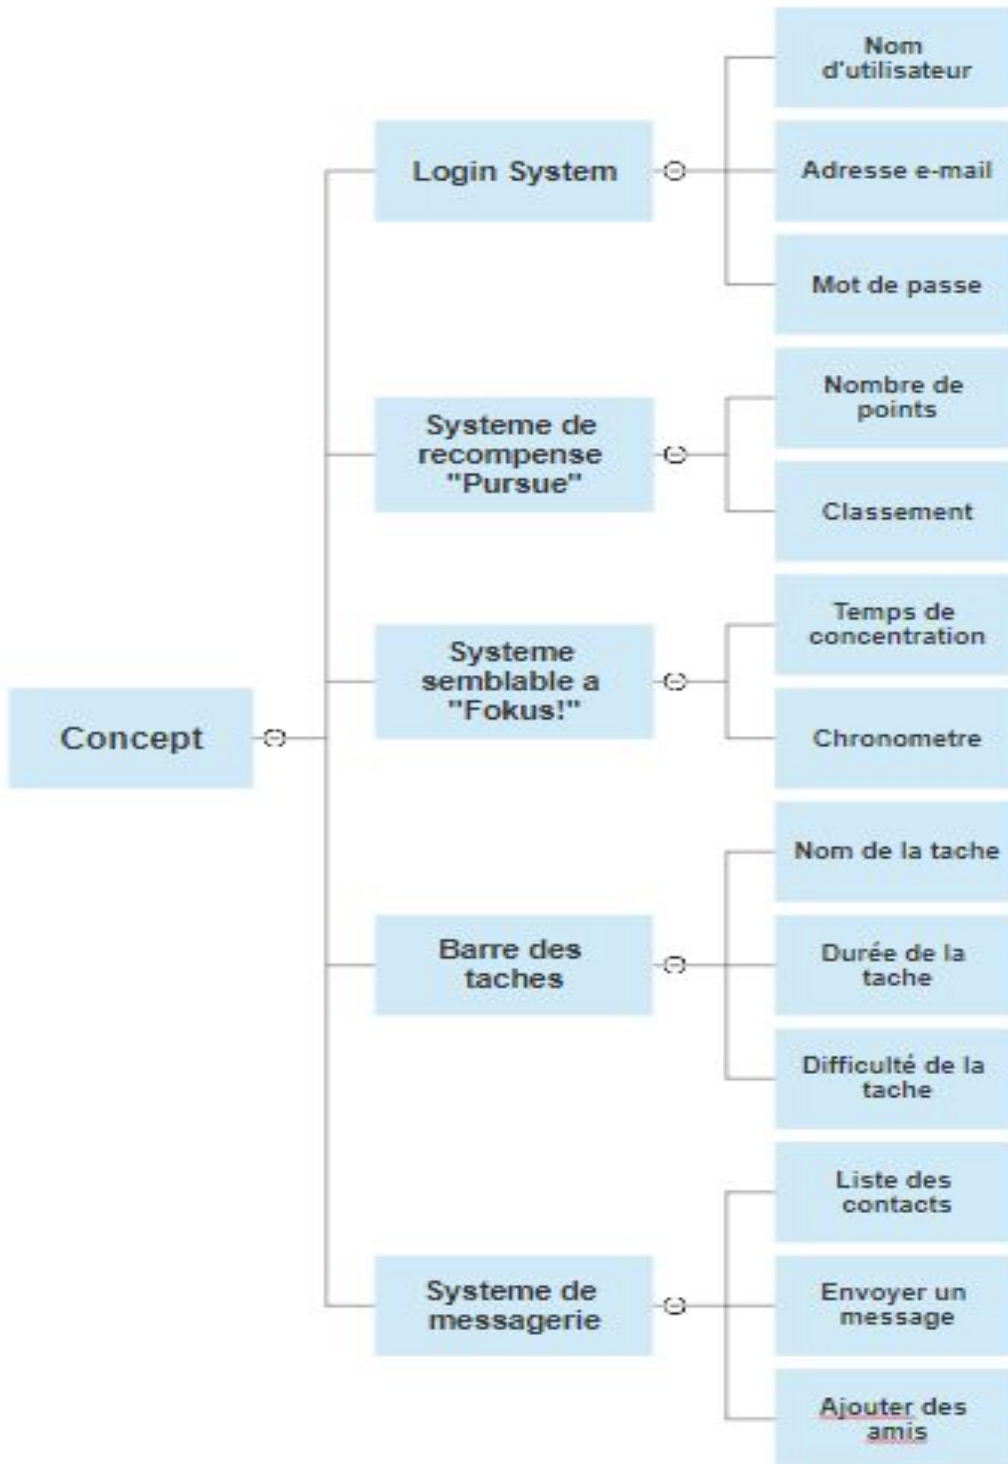 Nom
d'utilisateur
Login System
Adresse e-mail
Mot de passe
Systeme de
recompense
"Pursue"
Nombre de
points
Classement
Systeme
semblable a
"Fokus!"
Temps de
concentration
Concept
Chronometre
Barre des
taches
Nom de la tache
Durée de la
tache
Difficulté de la
tache
Systeme de
messagerie
Liste des
contacts
Envoyer un
message
Ajouter des
amis